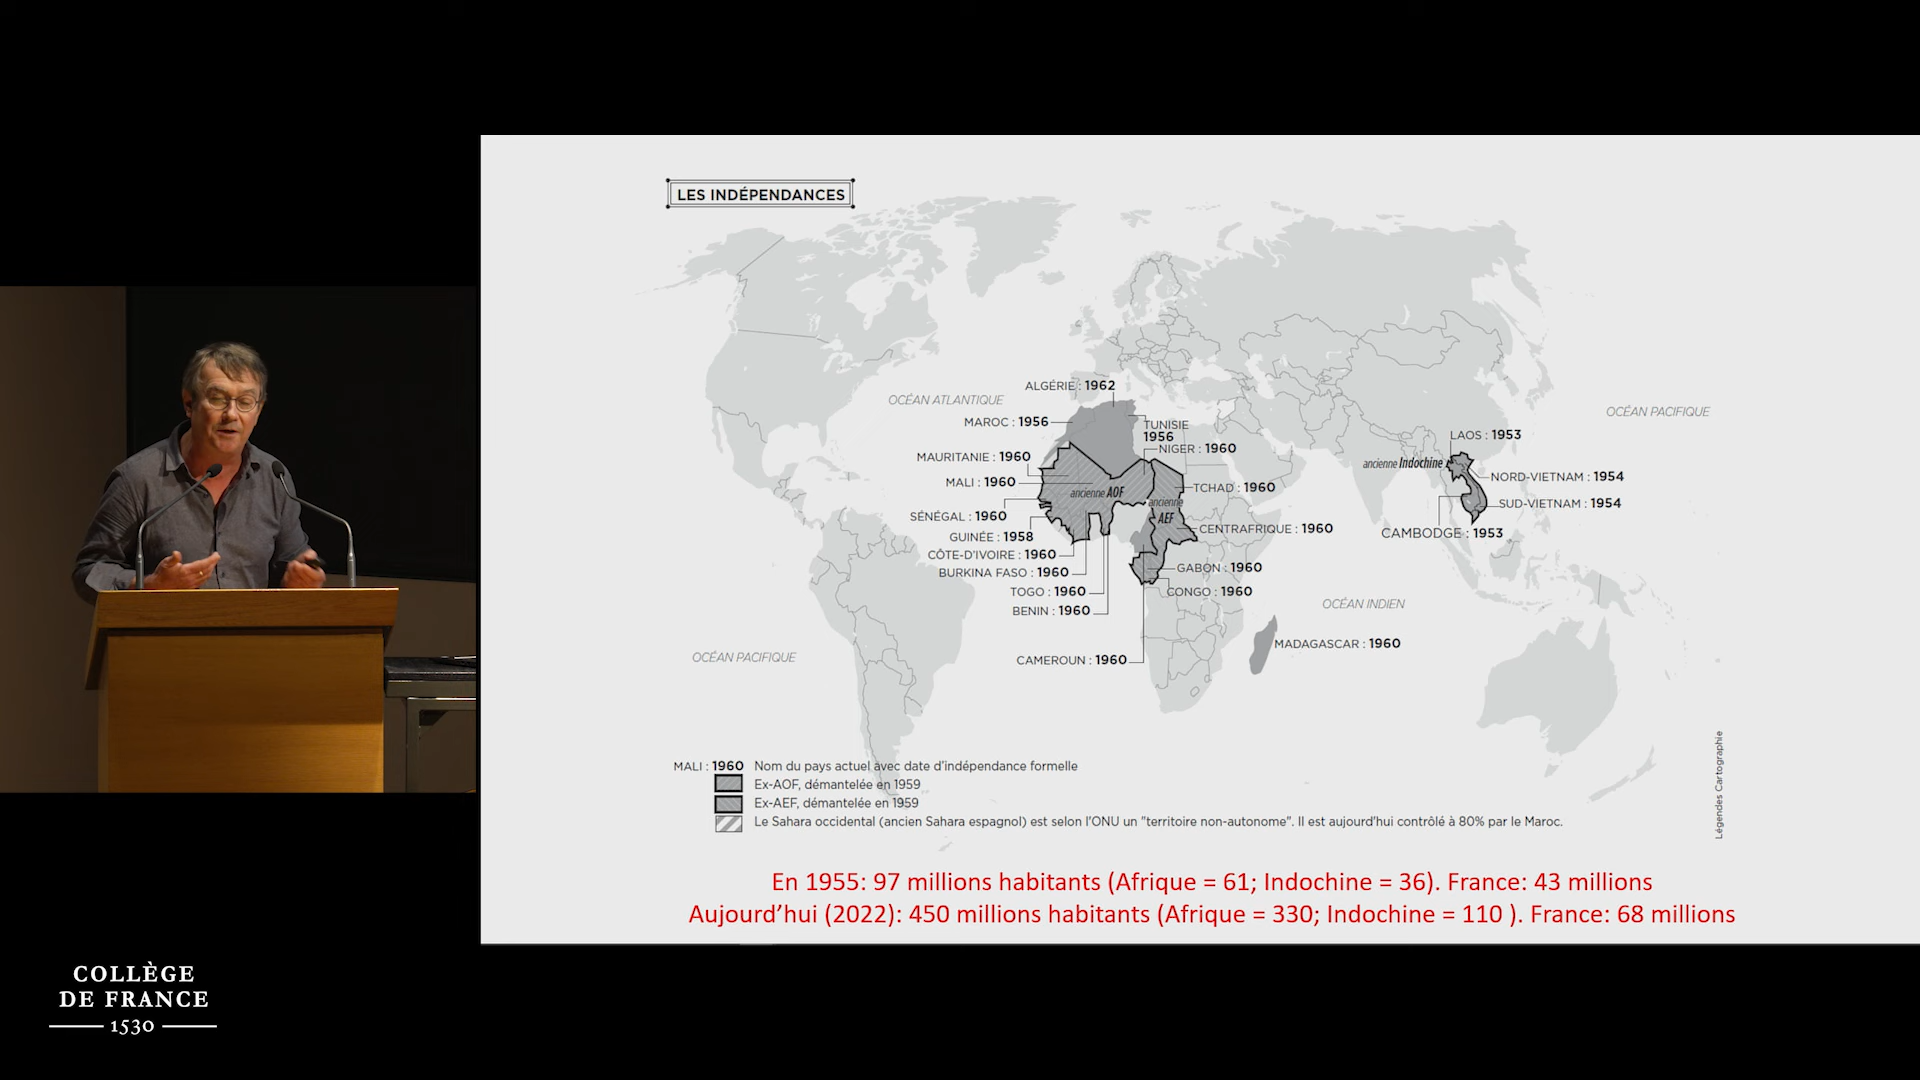 LES INDÉPENDANCES
ALGÉRIE : 1962
OCÉAN ATLANTIQUE
OCÉAN PACIFIQUE
MAROC : 1956
TUNISIE
1956
LAOS : 1953
NIGER : 1960
MAURITANIE : 1960
ancienne Indochine
MALI : 1960
NORD-VIETNAM : 1954
TCHAD : 1960
ancienne AOF
ancienne
AEF
SUD-VIETNAM : 1954
SÉNÉGAL : 1960
CENTRAFRIQUE : 1960
CAMBODGE : 1953
GUINÉE : 1958
CÔTE-D'IVOIRE : 1960
BURKINA FASO : 1960
GABON : 1960
TOGO : 1960
CONGO : 1960
BENIN : 1960
OCÉAN INDIEN
MADAGASCAR : 1960
OCÉAN PACIFIQUE
CAMEROUN : 1960
MALI : 1960 Nom du pays actuel avec date d'indépendance formelle
Ex-AOF, démantelée en 1959
Ex-AEF, démantelée en 1959
Le Sahara occidental (ancien Sahara espagnol) est selon l'ONU un "territoire non-autonome". Il est aujourd'hui contrôlé à 80% par le Maroc.
Légendes Cartographie
En 1955: 97 millions habitants (Afrique = 61; Indochine = 36). France: 43 millions
Aujourd’hui (2022): 450 millions habitants (Afrique = 330; Indochine = 110 ). France: 68 millions
COLLÈGE
DE FRANCE
1530